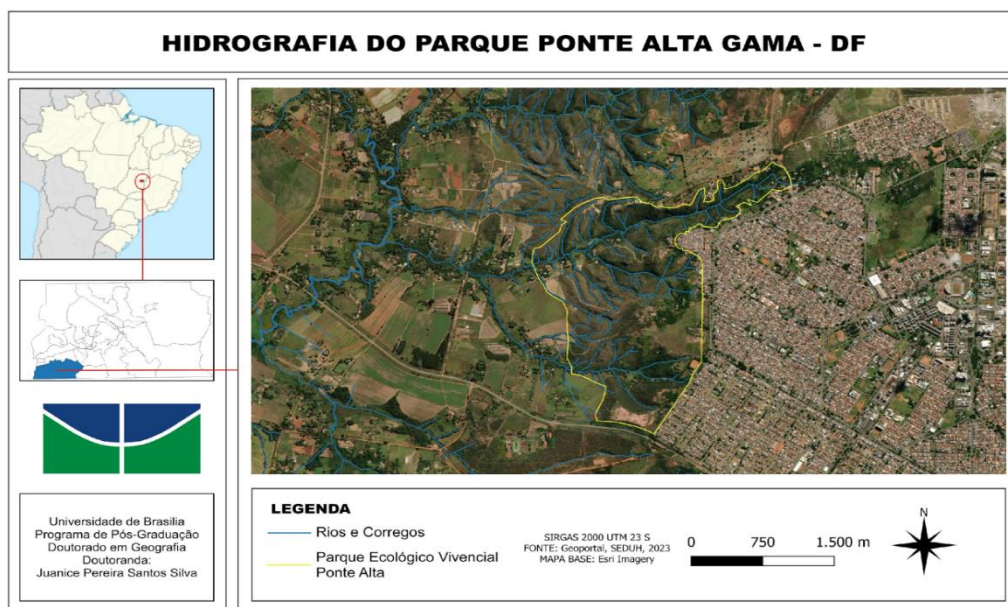 HIDROGRAFIA DO PARQUE PONTE ALTA GAMA - DF
Universidade de Brasilia
Programa de Pós-Graduação
Doutorado em Geografia
Doutoranda:
Juanice Pereira Santos Silva
LEGENDA
Rios e Corregos
Parque Ecológico Vivencial
Ponte Alta
SIRGAS 2000 UTM 23 S
FONTE: Geoportal, SEDUH, 2023
MAPA BASE: Esri Imagery
0 750 1.500 m
N